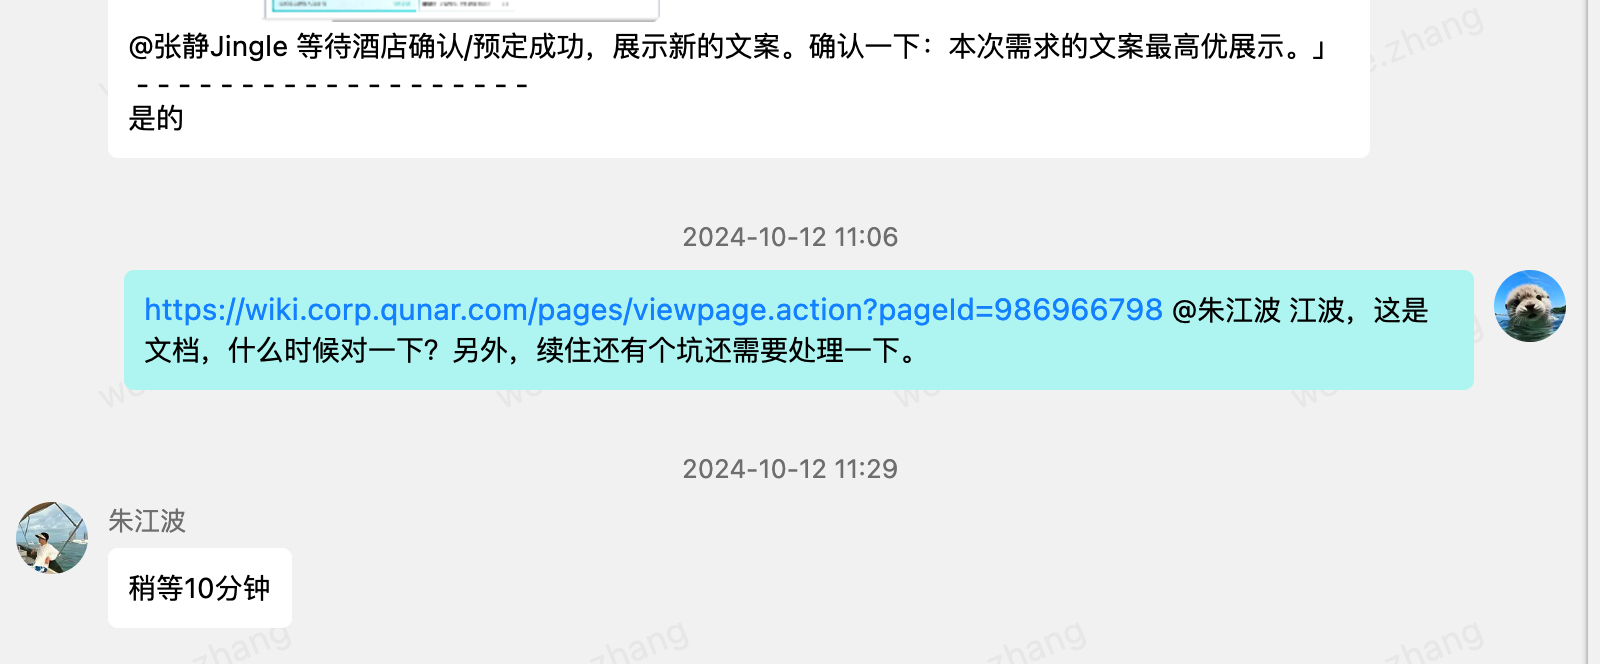 @张静Jingle 等待酒店确认/预定成功，展示新的文案。确认一下：本次需求的文案最高优展示。」
- - - - - - - - - - - - - - - - - - -
是的
2024-10-12 11:06
https://wiki.corp.qunar.com/pages/viewpage.action?pageId=986966798 @朱江波 江波，这是
文档，什么时候对一下？另外，续住还有个坑还需要处理一下。
2024-10-12 11:29
朱江波
稍等10分钟